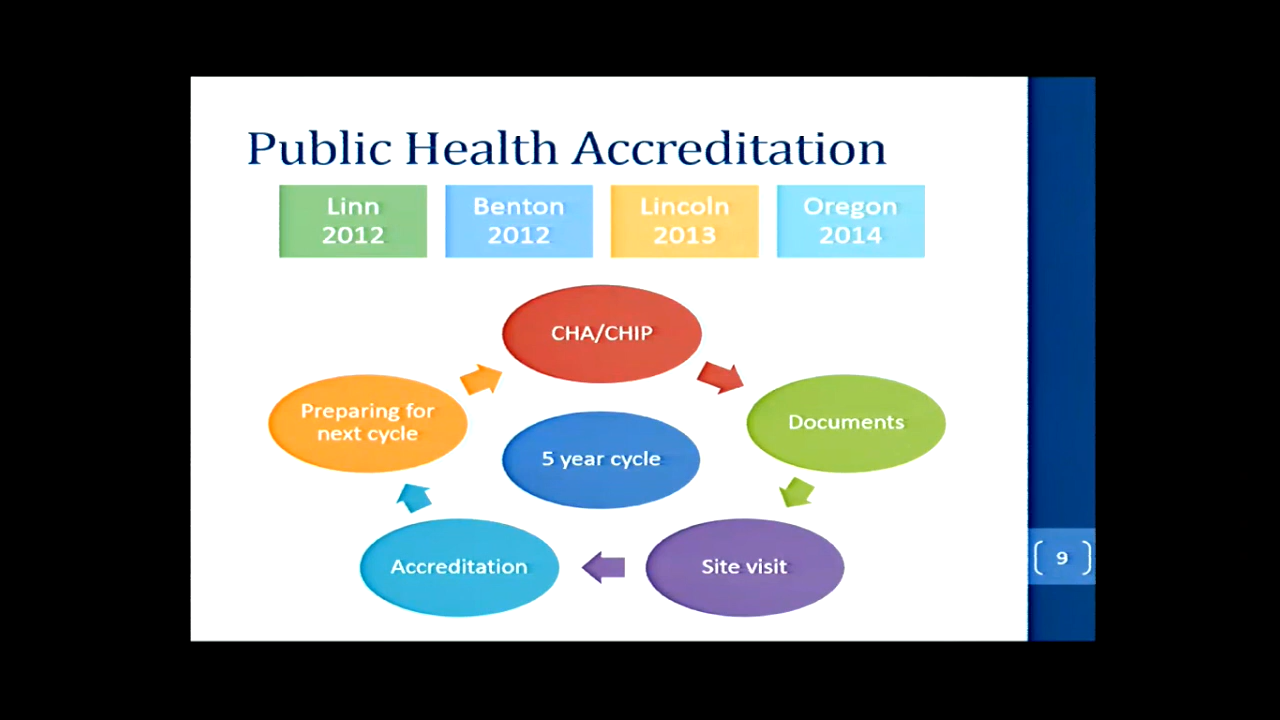 Public Health Accreditation
Linn
2012
Benton
2012
Lincoln
2013
Oregon
2014
CHA/CHIP
Preparing for
next cycle
Documents
5 year cycle
Accreditation
Site visit
9